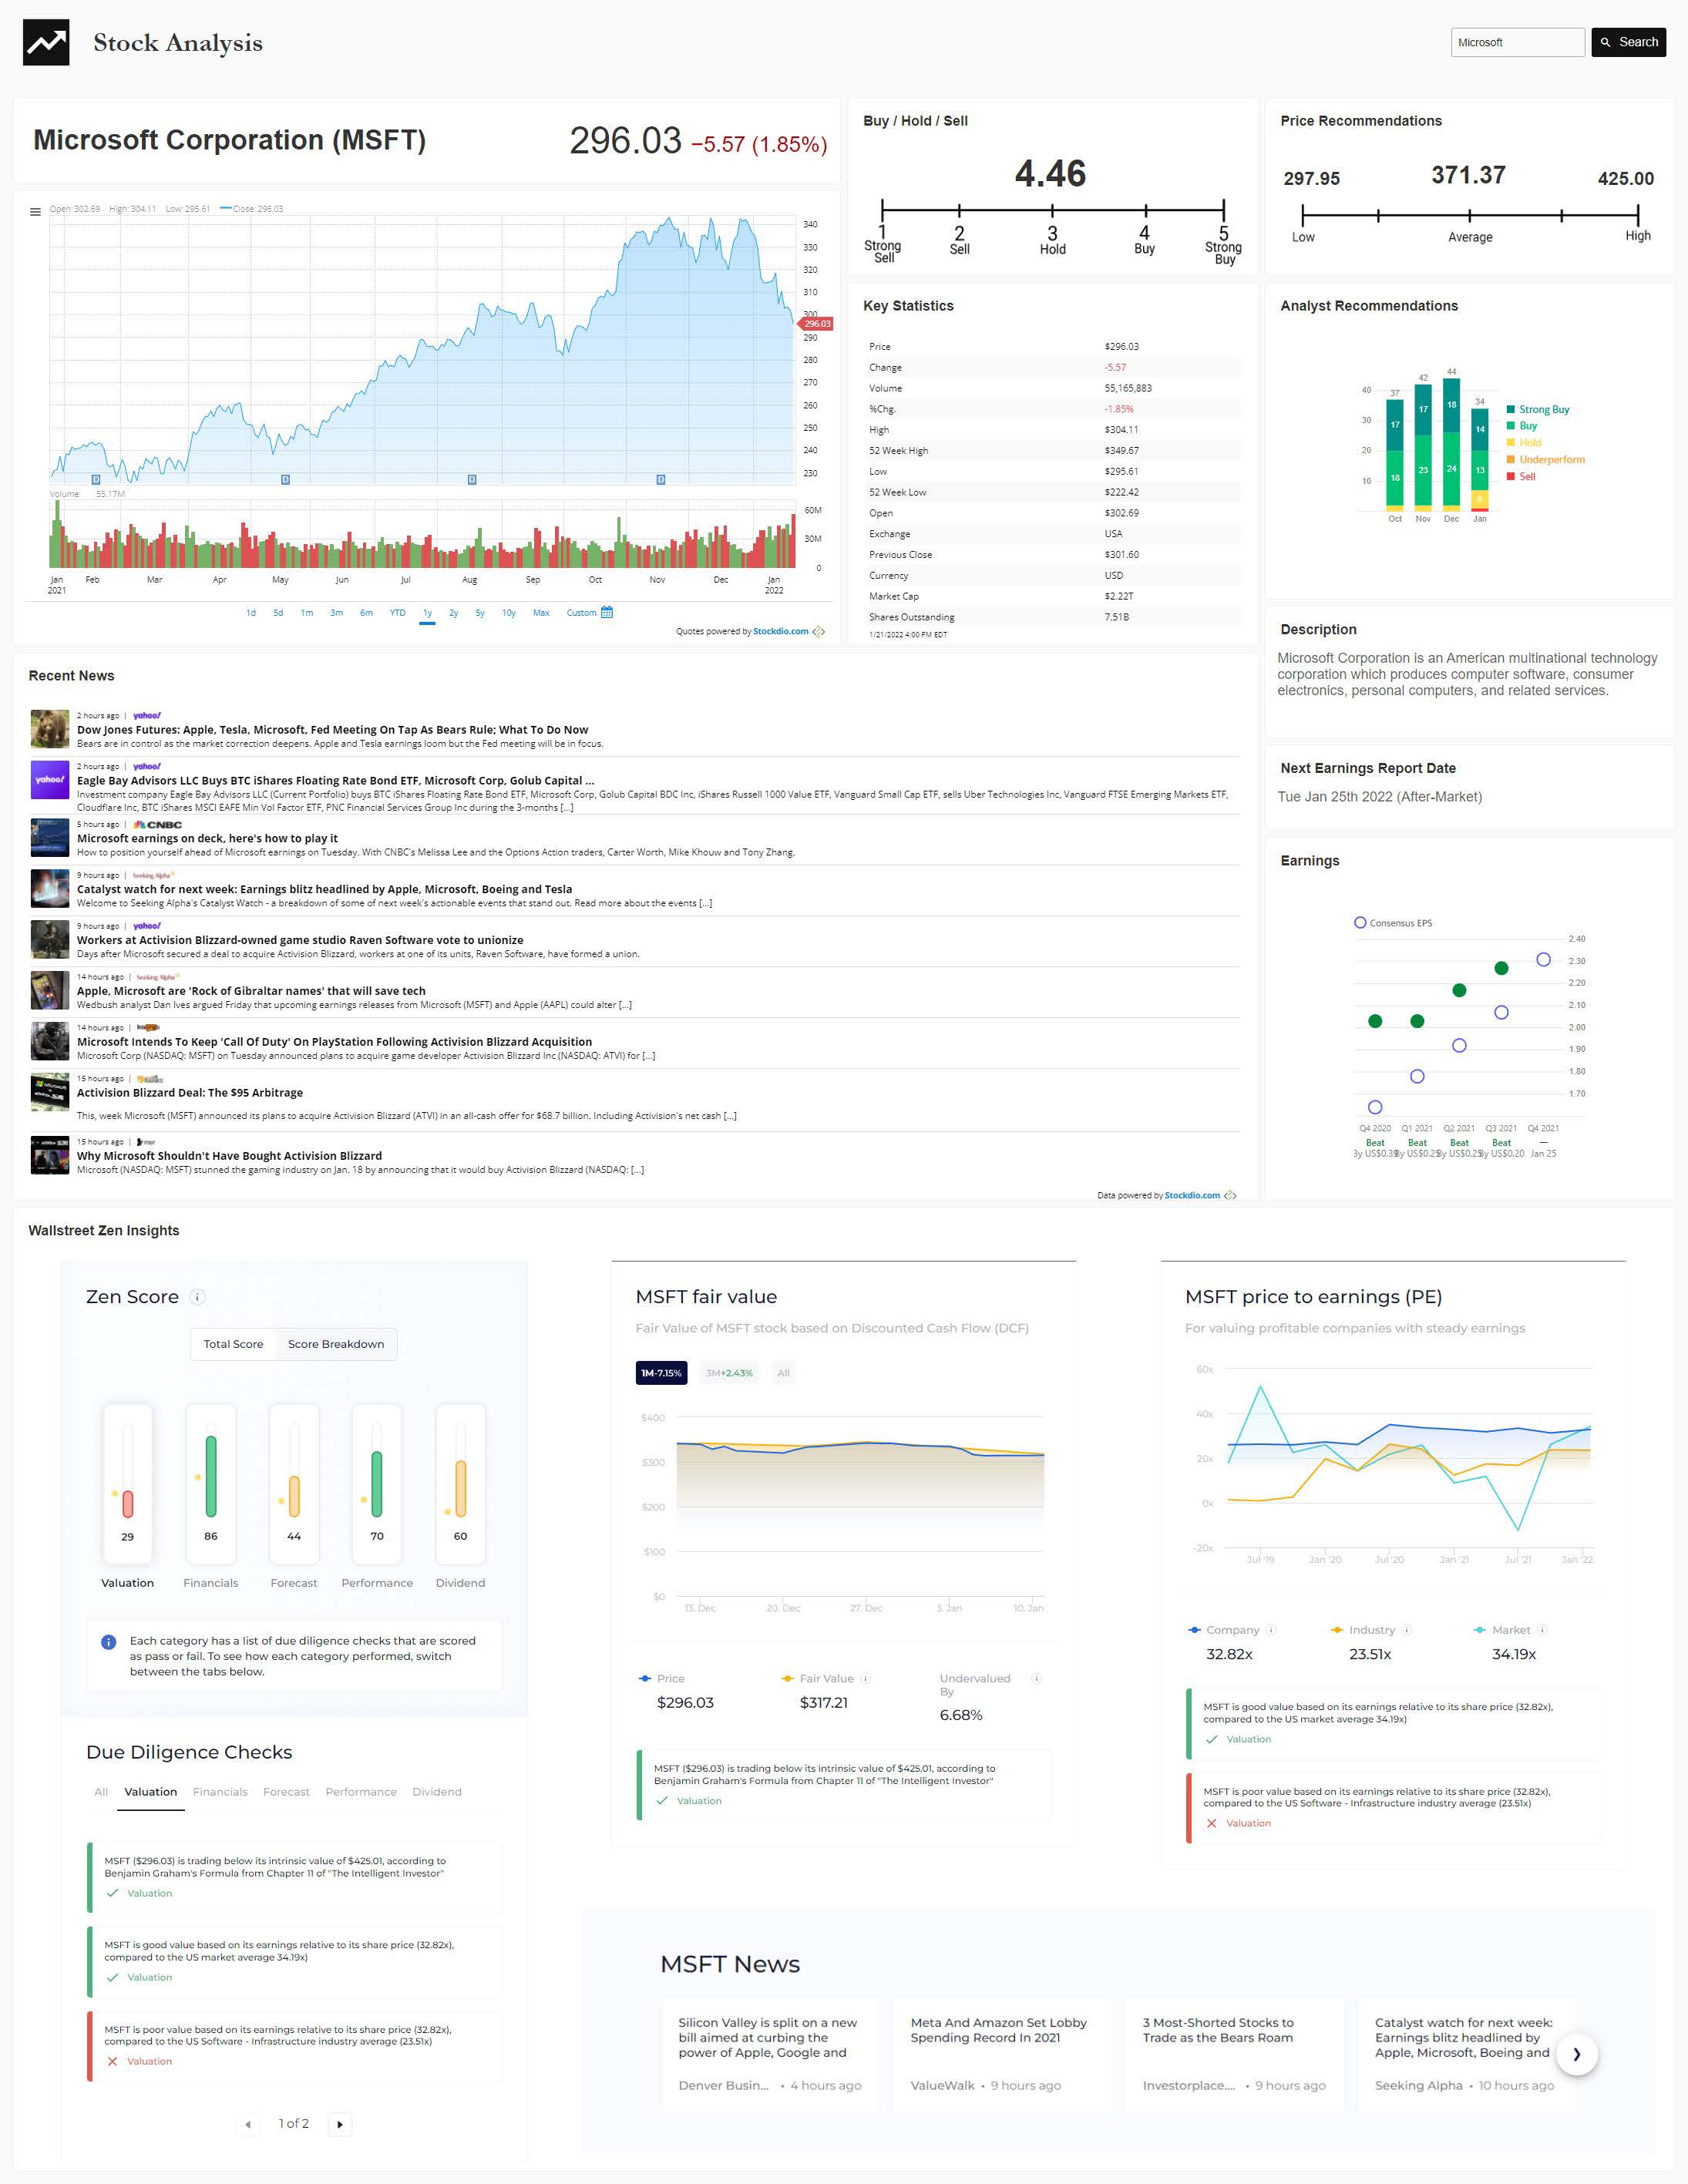 Stock Analysis
Microsoft
Search
Microsoft Corporation (MSFT)
296.03 −5.57 (1.85%)
Open: 302.69 High: 304.11 Low: 295.61 Close: 296.03
340
330
320
310
300
296.03
290
280
270
260
250
240
230
D D D D
Volume: 55.17M
60M
30M
0
Jan Feb Mar Apr May Jun Jul Aug Sep Oct Nov Dec Jan
2021 2022
1d 5d 1m 3m 6m YTD 1y 2y 5y 10y Max Custom
Quotes powered by Stockdio.com
Buy / Hold / Sell
4.46
1 2 3 4 5
Strong Sell Sell Hold Buy Strong Buy
Price Recommendations
297.95 371.37 425.00
Low Average High
Key Statistics
Price $296.03
Change -5.57
Volume 55,165,883
%Chg. -1.85%
High $304.11
52 Week High $349.67
Low $295.61
52 Week Low $222.42
Open $302.69
Exchange USA
Previous Close $301.60
Currency USD
Market Cap $2.22T
Shares Outstanding 7.51B
1/21/2022 4:00 PM EDT
Analyst Recommendations
40
30
20
10
37 42 44 34
17 17 18 14
18 23 24 13
Oct Nov Dec Jan
Strong Buy
Buy
Hold
Underperform
Sell
Description
Microsoft Corporation is an American multinational technology
corporation which produces computer software, consumer
electronics, personal computers, and related services.
Next Earnings Report Date
Tue Jan 25th 2022 (After-Market)
Recent News
2 hours ago | yahoo!
Dow Jones Futures: Apple, Tesla, Microsoft, Fed Meeting On Tap As Bears Rule; What To Do Now
Bears are in control as the market correction deepens. Apple and Tesla earnings loom but the Fed meeting will be in focus.
yahoo!
2 hours ago | yahoo!
Eagle Bay Advisors LLC Buys BTC iShares Floating Rate Bond ETF, Microsoft Corp, Golub Capital ...
Investment company Eagle Bay Advisors LLC (Current Portfolio) buys BTC iShares Floating Rate Bond ETF, Microsoft Corp, Golub Capital BDC Inc, iShares Russell 1000 Value ETF, Vanguard Small Cap ETF, sells Uber Technologies Inc, Vanguard FTSE Emerging Markets ETF,
Cloudflare Inc, BTC iShares MSCI EAFE Min Vol Factor ETF, PNC Financial Services Group Inc during the 3-months [...]
5 hours ago | CNBC
Microsoft earnings on deck, here's how to play it
How to position yourself ahead of Microsoft earnings on Tuesday. With CNBC's Melissa Lee and the Options Action traders, Carter Worth, Mike Khouw and Tony Zhang.
9 hours ago | Seeking Alpha
Catalyst watch for next week: Earnings blitz headlined by Apple, Microsoft, Boeing and Tesla
Welcome to Seeking Alpha's Catalyst Watch - a breakdown of some of next week's actionable events that stand out. Read more about the events [...]
9 hours ago | yahoo!
Workers at Activision Blizzard-owned game studio Raven Software vote to unionize
Days after Microsoft secured a deal to acquire Activision Blizzard, workers at one of its units, Raven Software, have formed a union.
14 hours ago | Seeking Alpha
Apple, Microsoft are 'Rock of Gibraltar names' that will save tech
Wedbush analyst Dan Ives argued Friday that upcoming earnings releases from Microsoft (MSFT) and Apple (AAPL) could alter [...]
14 hours ago |
Microsoft Intends To Keep 'Call Of Duty' On PlayStation Following Activision Blizzard Acquisition
Microsoft Corp (NASDAQ: MSFT) on Tuesday announced plans to acquire game developer Activision Blizzard Inc (NASDAQ: ATVI) for [...]
15 hours ago |
Activision Blizzard Deal: The $95 Arbitrage
This, week Microsoft (MSFT) announced its plans to acquire Activision Blizzard (ATVI) in an all-cash offer for $68.7 billion. Including Activision's net cash [...]
15 hours ago |
Why Microsoft Shouldn't Have Bought Activision Blizzard
Microsoft (NASDAQ: MSFT) stunned the gaming industry on Jan. 18 by announcing that it would buy Activision Blizzard (NASDAQ: [...]
Data powered by Stockdio.com
Earnings
Consensus EPS
2.40
2.30
2.20
2.10
2.00
1.90
1.80
1.70
Q4 2020 Q1 2021 Q2 2021 Q3 2021 Q4 2021
Beat Beat Beat Beat —
By US$0.39 By US$0.25 By US$0.25 By US$0.20 Jan 25
Wallstreet Zen Insights
Zen Score
Total Score Score Breakdown
29 86 44 70 60
Valuation Financials Forecast Performance Dividend
Each category has a list of due diligence checks that are scored
as pass or fail. To see how each category performed, switch
between the tabs below.
Due Diligence Checks
All Valuation Financials Forecast Performance Dividend
MSFT ($296.03) is trading below its intrinsic value of $425.01, according to
Benjamin Graham's Formula from Chapter 11 of "The Intelligent Investor"
Valuation
MSFT is good value based on its earnings relative to its share price (32.82x),
compared to the US market average 34.19x)
Valuation
MSFT is poor value based on its earnings relative to its share price (32.82x),
compared to the US Software - Infrastructure industry average (23.51x)
Valuation
1 of 2
MSFT fair value
Fair Value of MSFT stock based on Discounted Cash Flow (DCF)
1M-7.15% 3M+2.43% All
$400
$300
$200
$100
$0
13. Dec 20. Dec 27. Dec 3. Jan 10. Jan
Price Fair Value Undervalued By
$296.03 $317.21 6.68%
MSFT ($296.03) is trading below its intrinsic value of $425.01, according to
Benjamin Graham's Formula from Chapter 11 of "The Intelligent Investor"
Valuation
MSFT price to earnings (PE)
For valuing profitable companies with steady earnings
60x
40x
20x
0x
-20x
Jul '19 Jan '20 Jul '20 Jan '21 Jul '21 Jan '22
Company Industry Market
32.82x 23.51x 34.19x
MSFT is good value based on its earnings relative to its share price (32.82x),
compared to the US market average 34.19x)
Valuation
MSFT is poor value based on its earnings relative to its share price (32.82x),
compared to the US Software - Infrastructure industry average (23.51x)
Valuation
MSFT News
Silicon Valley is split on a new
bill aimed at curbing the
power of Apple, Google and
Denver Busin... • 4 hours ago
Meta And Amazon Set Lobby
Spending Record In 2021
ValueWalk • 9 hours ago
3 Most-Shorted Stocks to
Trade as the Bears Roam
Investorplace.... • 9 hours ago
Catalyst watch for next week:
Earnings blitz headlined by
Apple, Microsoft, Boeing and
Seeking Alpha • 10 hours ago